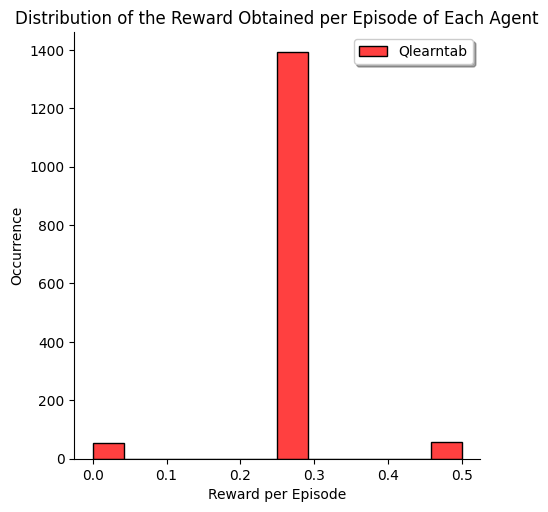 Distribution of the Reward Obtained per Episode of Each Agent
Qlearntab
1400
1200
1000
800
600
400
200
0
Occurrence
0.0 0.1 0.2 0.3 0.4 0.5
Reward per Episode